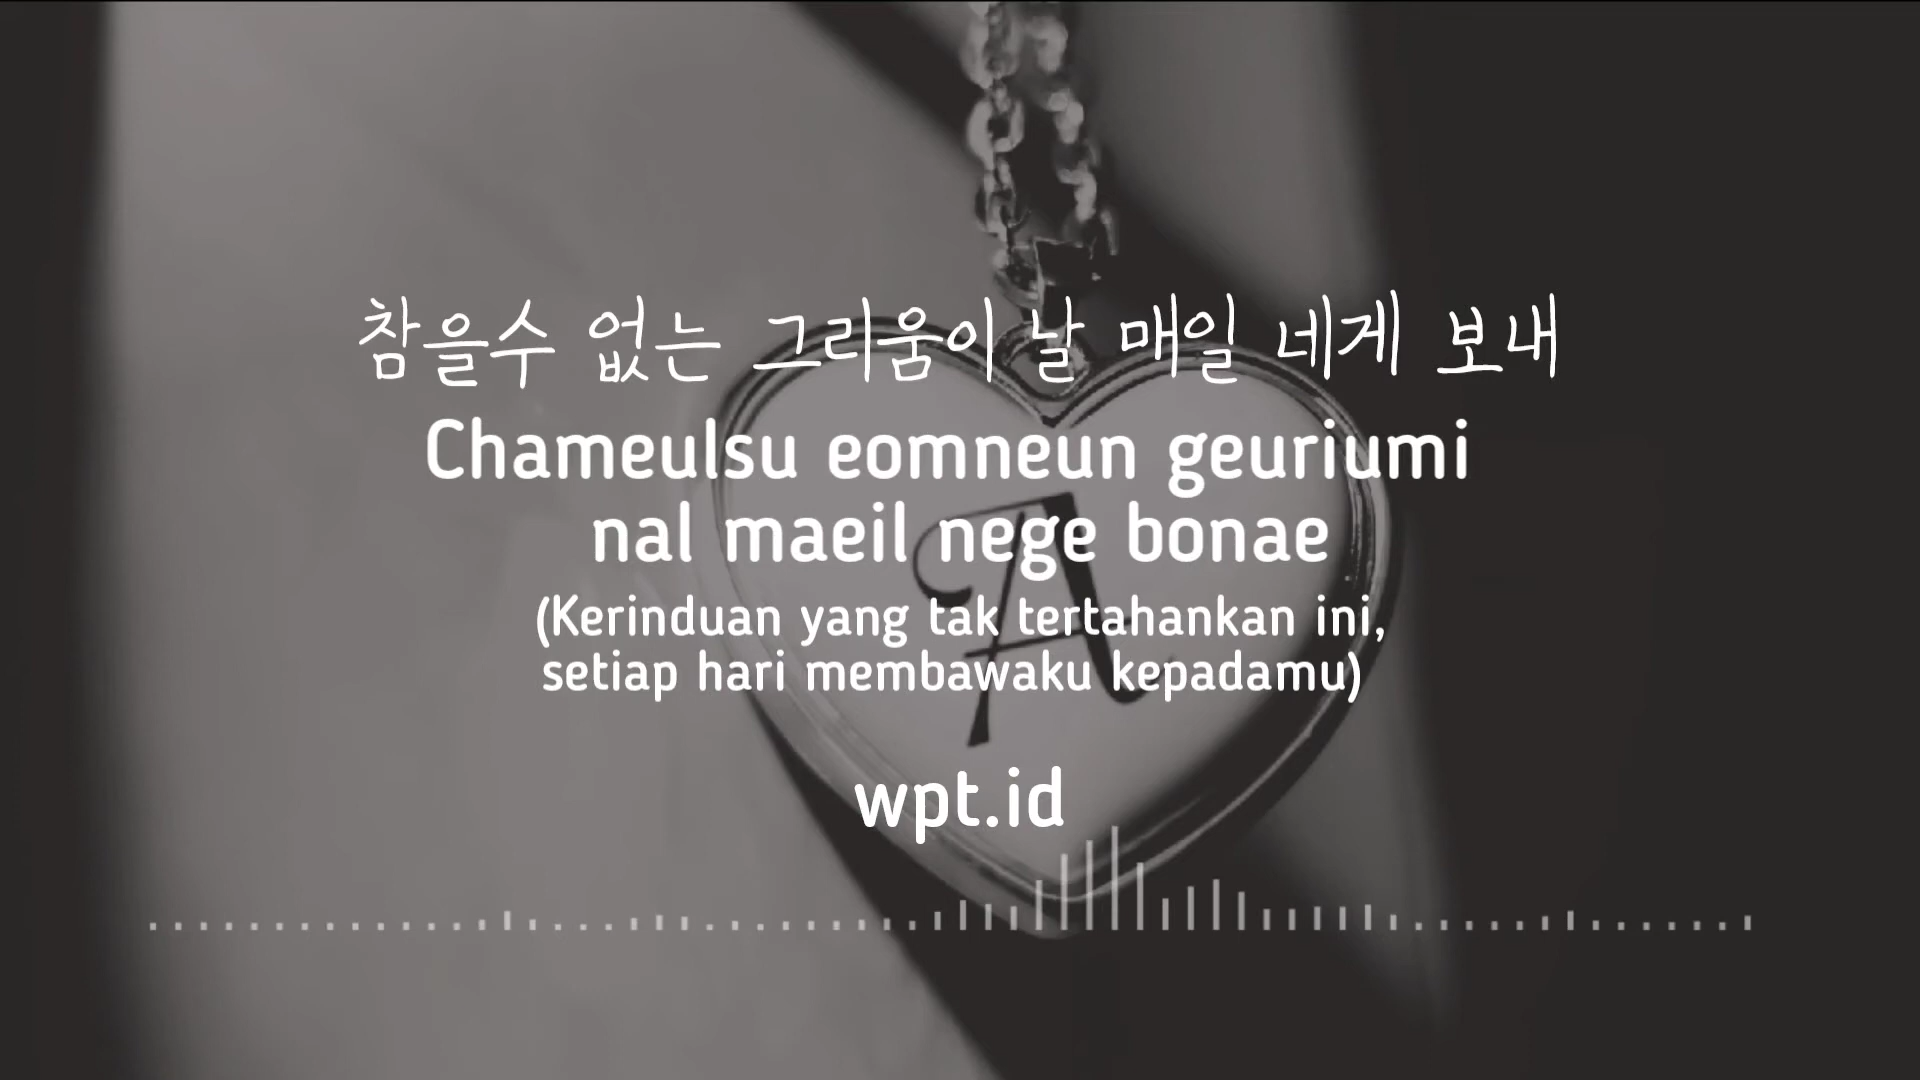 참을수 없는 그리움이 날 매일 네게 보내
Chameulsu eomneun geuriumi
nal maeil nege bonae
(Kerinduan yang tak tertahankan ini,
setiap hari membawaku kepadamu)
A
wpt.id